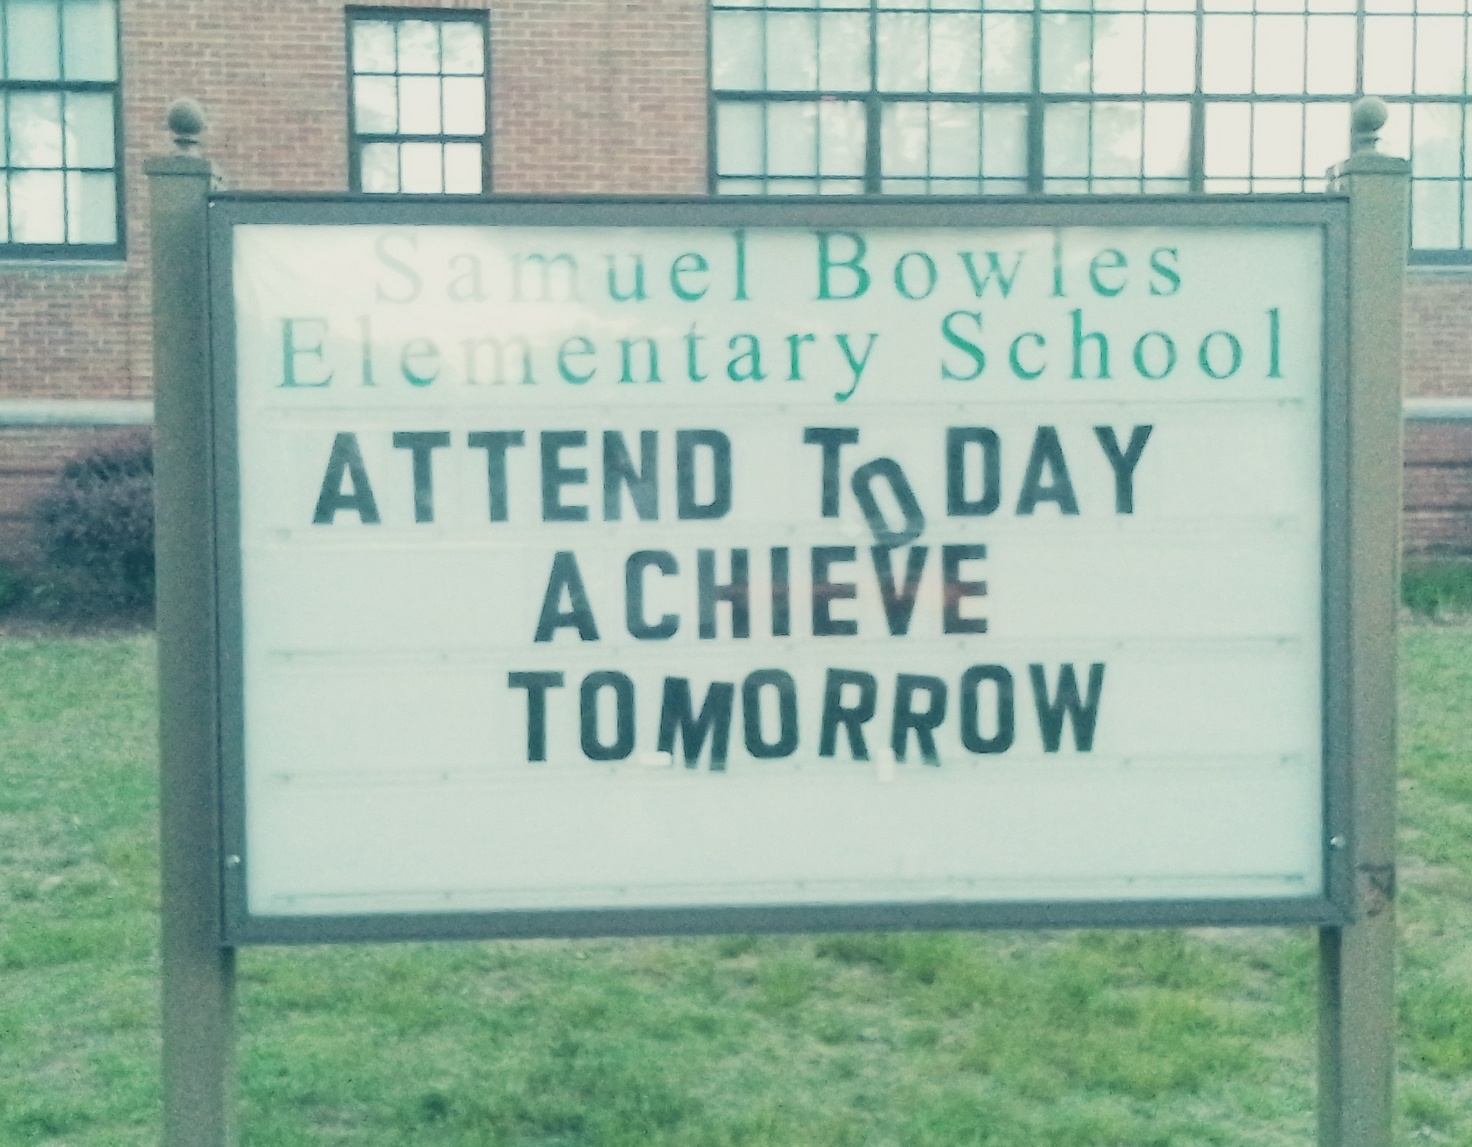 Samuel Bowles
Elementary School
ATTEND TODAY
ACHIEVE
TOMORROW